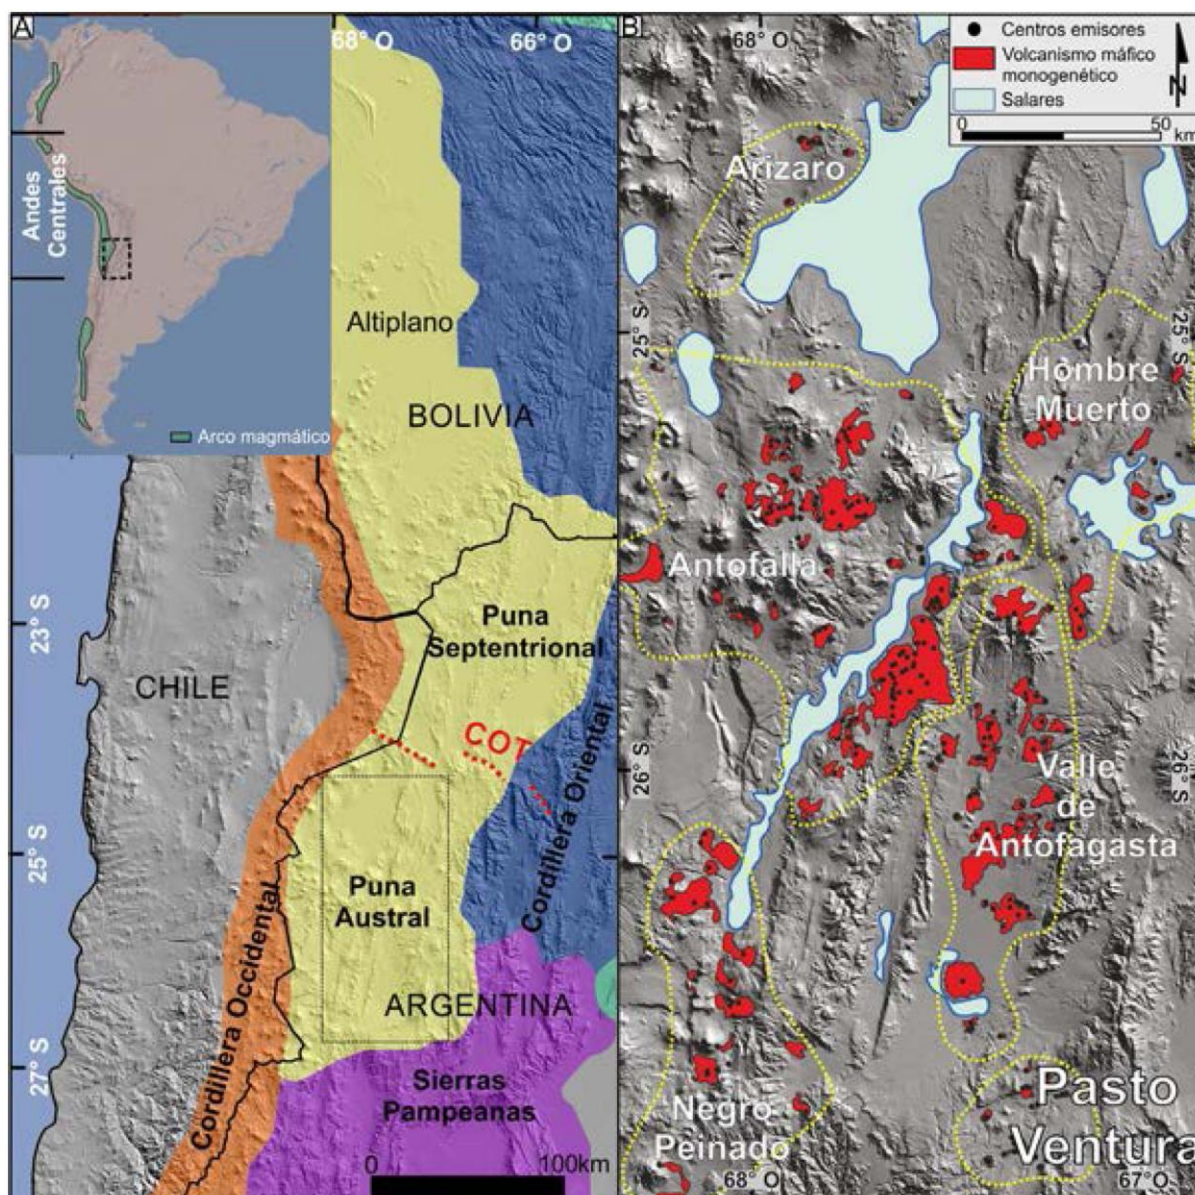 A
68° O
66° O
Andes
Centrales
Arco magmático
Altiplano
BOLIVIA
Puna
Septentrional
23° S
CHILE
COT
Cordillera Oriental
25° S
Puna
Austral
Cordillera Occidental
ARGENTINA
27° S
Sierras
Pampeanas
0
100km
B
68° O
Centros emisores
Volcanismo máfico
monogenético
Salares
N
0
50
km
Arizaro
25° S
25° S
Hombre
Muerto
Antofalla
26° S
26° S
Valle
de
Antofagasta
Negro
Peinado
Pasto
Ventura
68° O
67°O